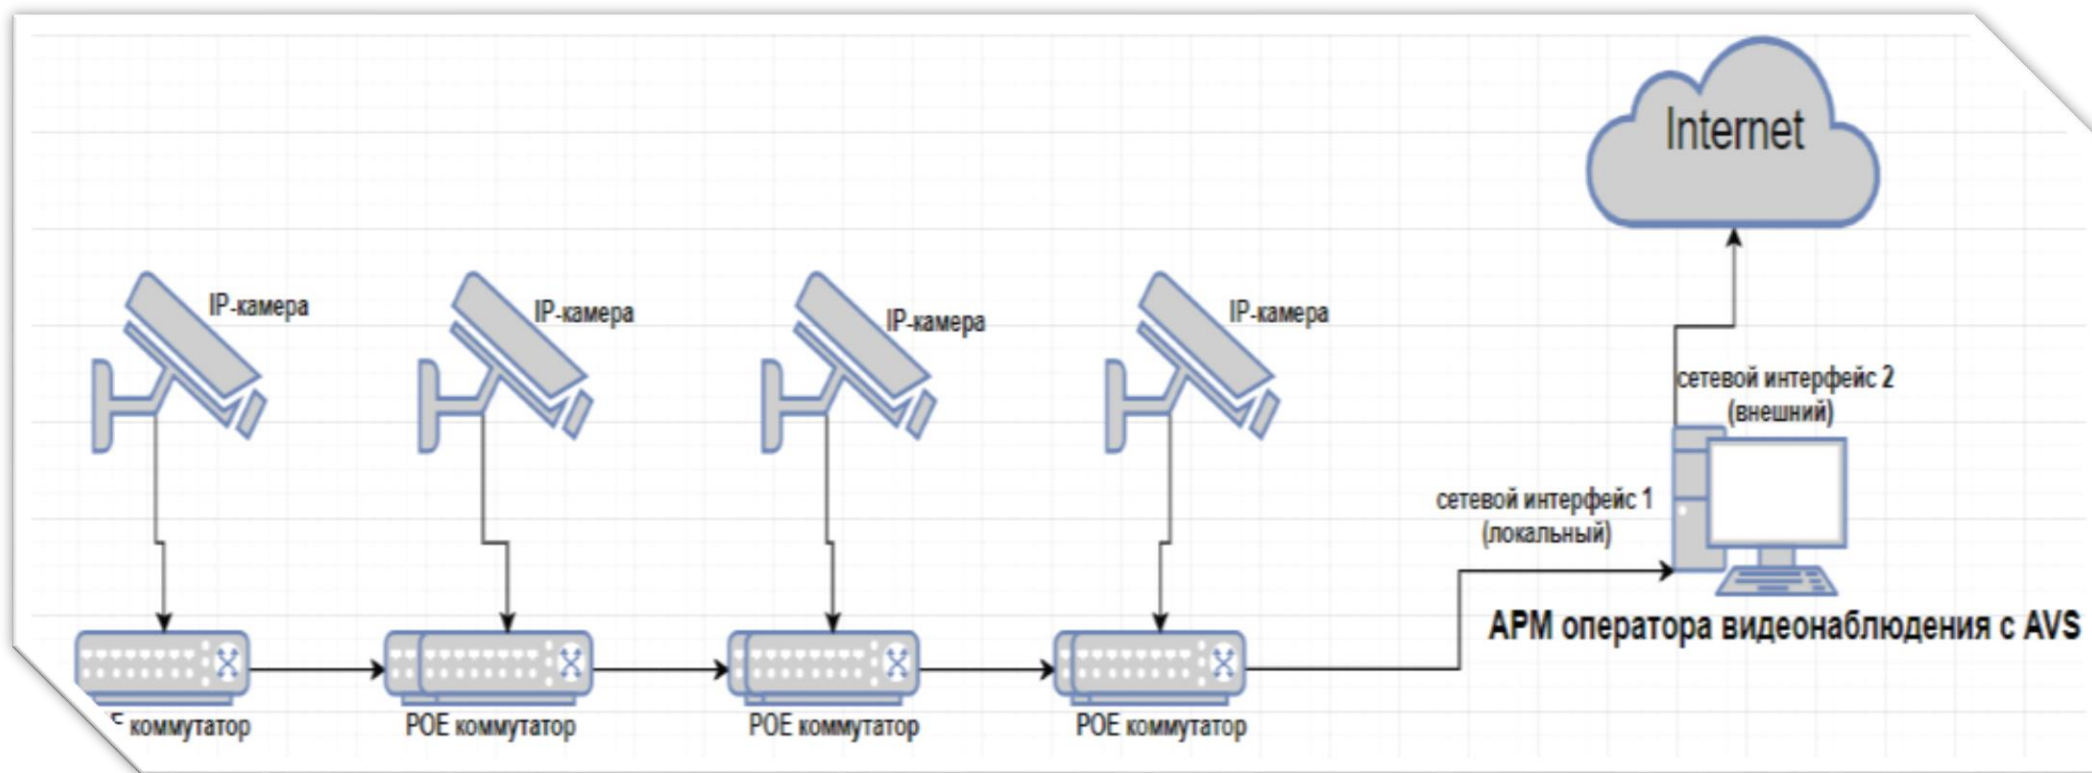 Internet
IP-камера
IP-камера
IP-камера
IP-камера
сетевой интерфейс 2
(внешний)
сетевой интерфейс 1
(локальный)
АРМ оператора видеонаблюдения с AVS
коммутатор
POE коммутатор
POE коммутатор
POE коммутатор